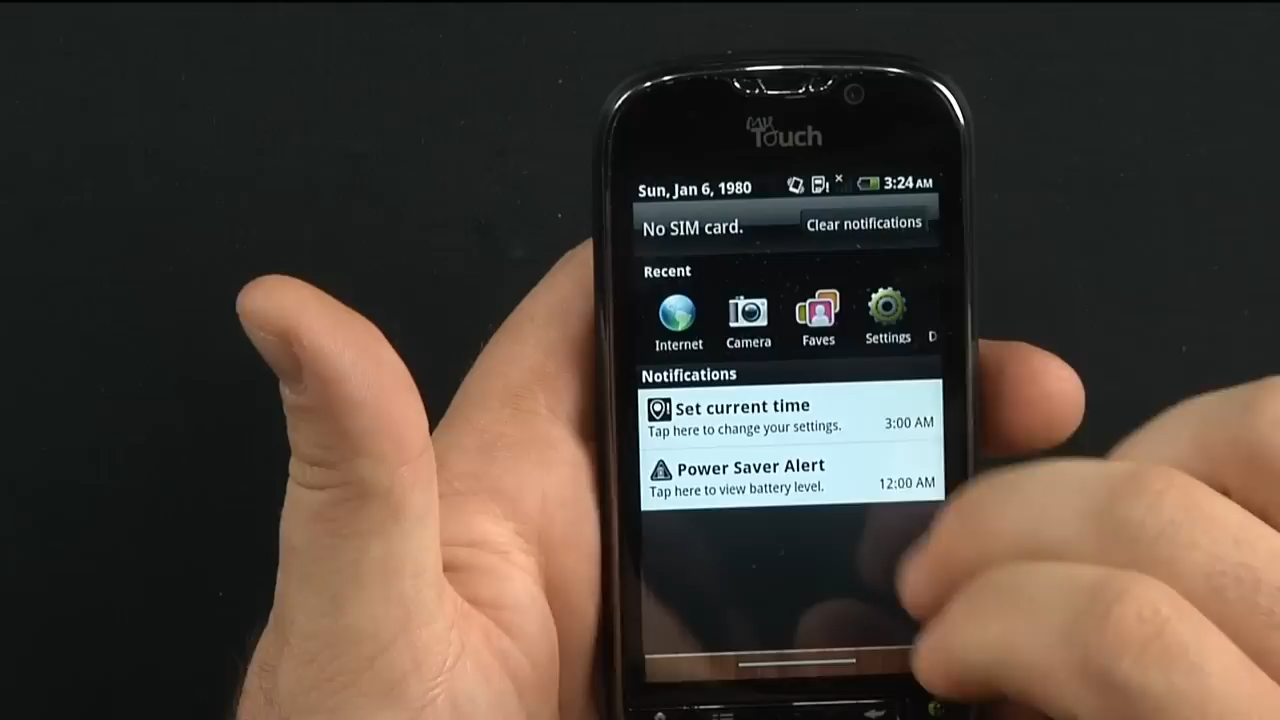 my
Touch
Sun, Jan 6, 1980 3:24 AM
No SIM card. Clear notifications
Recent
Internet Camera Faves Settings D
Notifications
Set current time
Tap here to change your settings. 3:00 AM
Power Saver Alert
Tap here to view battery level. 12:00 AM